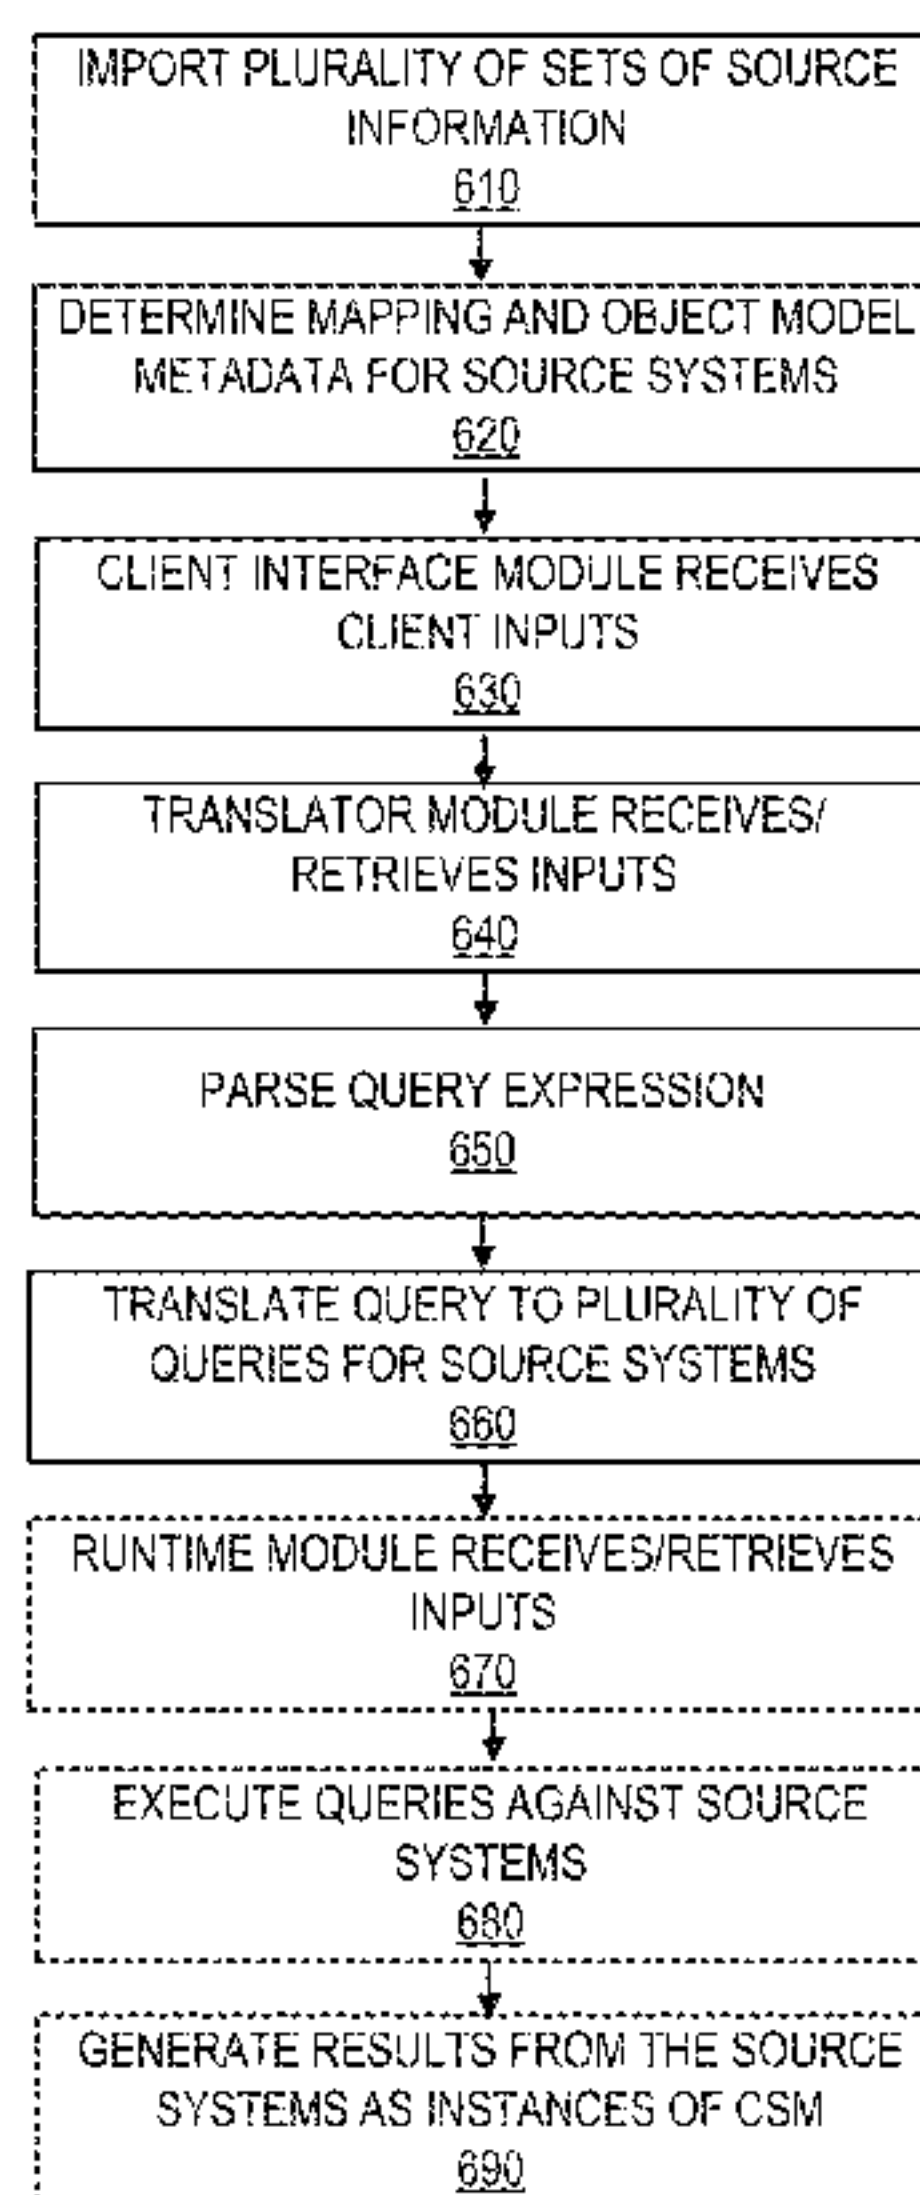 IMPORT PLURALITY OF SETS OF SOURCE
INFORMATION
610
DETERMINE MAPPING AND OBJECT MODEL
METADATA FOR SOURCE SYSTEMS
620
CLIENT INTERFACE MODULE RECEIVES
CLIENT INPUTS
630
TRANSLATOR MODULE RECEIVES/
RETRIEVES INPUTS
640
PARSE QUERY EXPRESSION
650
TRANSLATE QUERY TO PLURALITY OF
QUERIES FOR SOURCE SYSTEMS
660
RUNTIME MODULE RECEIVES/RETRIEVES
INPUTS
670
EXECUTE QUERIES AGAINST SOURCE
SYSTEMS
680
GENERATE RESULTS FROM THE SOURCE
SYSTEMS AS INSTANCES OF CSM
690